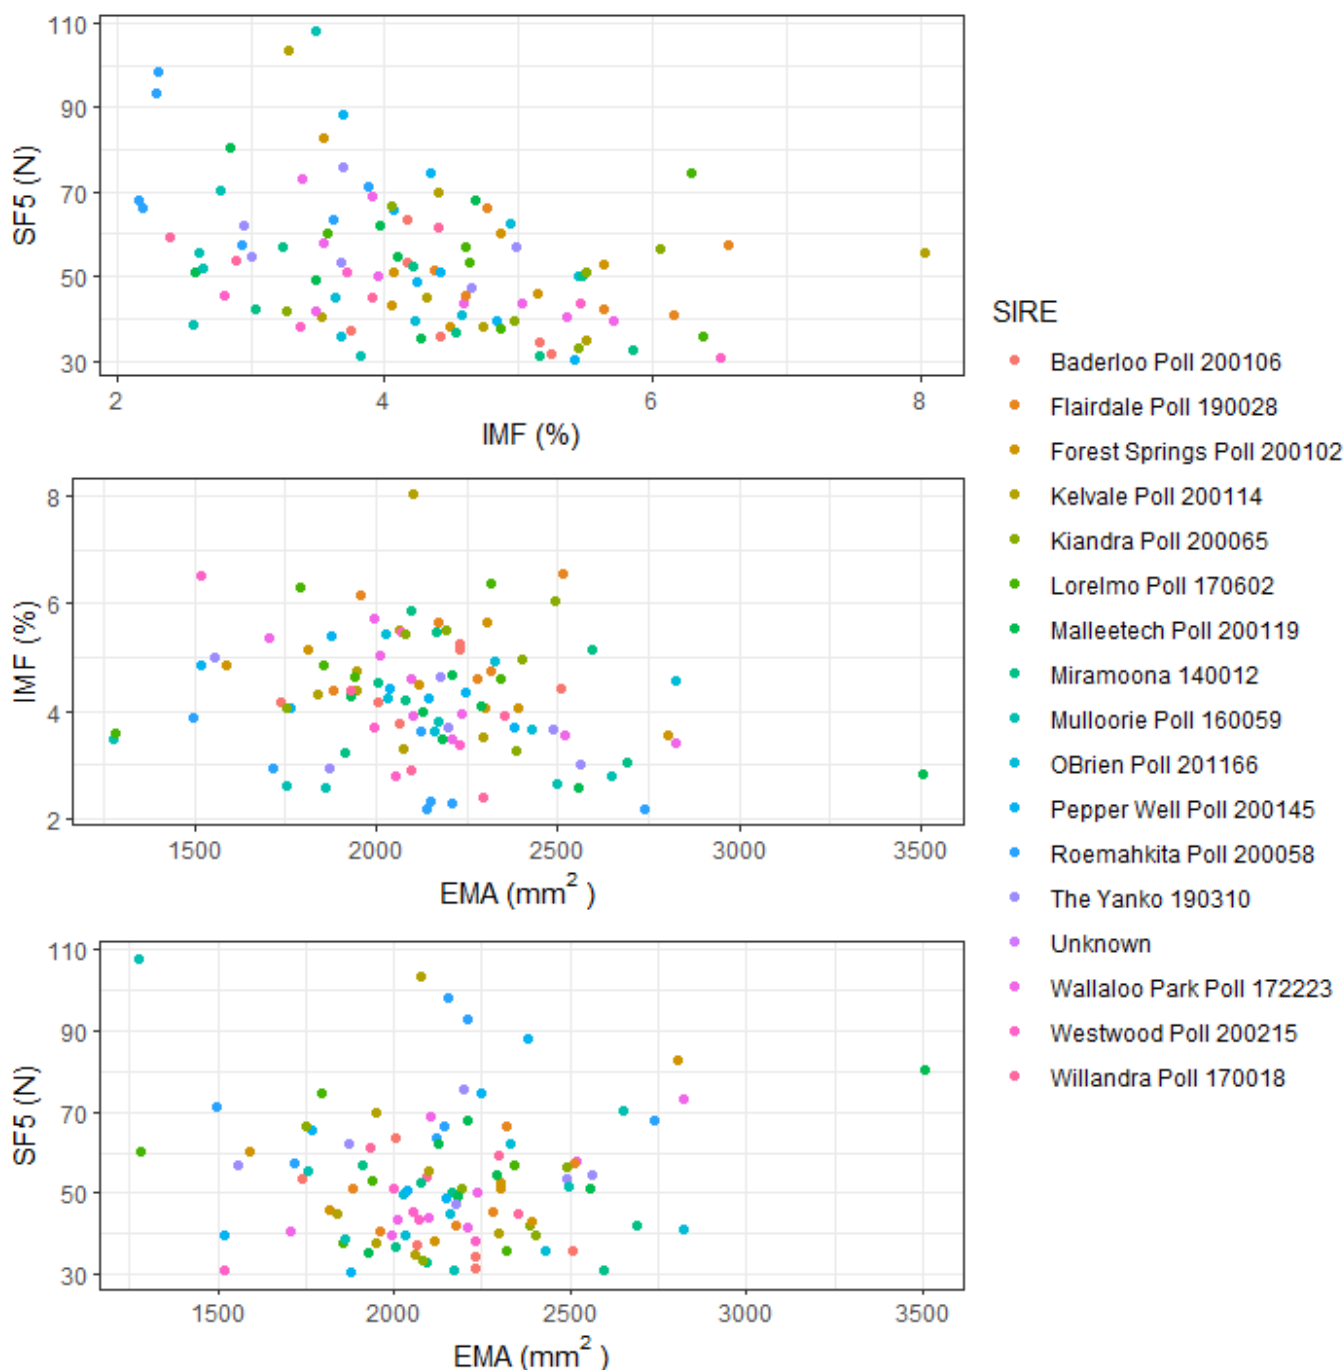 110
90
70
50
30
SF5 (N)
2
4
6
8
IMF (%)
8
6
4
2
IMF (%)
1500
2000
2500
3000
3500
EMA (mm² )
110
90
70
50
30
SF5 (N)
1500
2000
2500
3000
3500
EMA (mm² )
SIRE
Baderloo Poll 200106
Flairdale Poll 190028
Forest Springs Poll 200102
Kelvale Poll 200114
Kiandra Poll 200065
Lorelmo Poll 170602
Malleetech Poll 200119
Miramoona 140012
Mulloorie Poll 160059
OBrien Poll 201166
Pepper Well Poll 200145
Roemahkita Poll 200058
The Yanko 190310
Unknown
Wallaloo Park Poll 172223
Westwood Poll 200215
Willandra Poll 170018